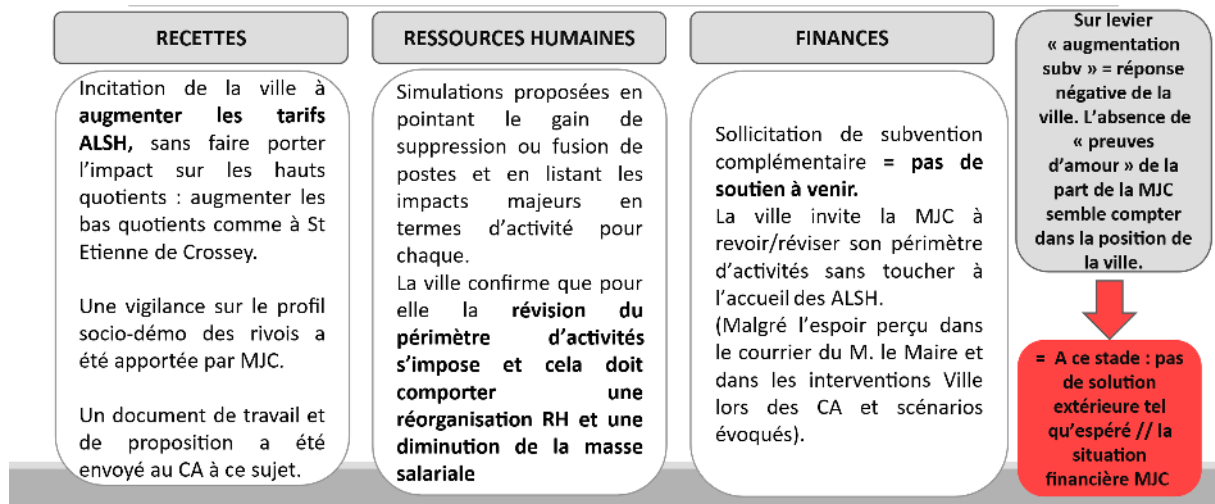 RECETTES
Incitation de la ville à
augmenter les tarifs
ALSH, sans faire porter
l’impact sur les hauts
quotients : augmenter les
bas quotients comme à St
Etienne de Crossey.
Une vigilance sur le profil
socio-démo des rivois a
été apportée par MJC.
Un document de travail et
de proposition a été
envoyé au CA à ce sujet.
RESSOURCES HUMAINES
Simulations proposées en
pointant le gain de
suppression ou fusion de
postes et en listant les
impacts majeurs en
termes d’activité pour
chaque.
La ville confirme que pour
elle la révision du
périmètre d’activités
s’impose et cela doit
comporter une
réorganisation RH et une
diminution de la masse
salariale
FINANCES
Sollicitation de subvention
complémentaire = pas de
soutien à venir.
La ville invite la MJC à
revoir/réviser son périmètre
d’activités sans toucher à
l’accueil des ALSH.
(Malgré l’espoir perçu dans
le courrier du M. le Maire et
dans les interventions Ville
lors des CA et scénarios
évoqués).
Sur levier
« augmentation
subv » = réponse
négative de la
ville. L’absence de
« preuves
d’amour » de la
part de la MJC
semble compter
dans la position de
la ville.
= A ce stade : pas
de solution
extérieure tel
qu’espéré // la
situation
financière MJC